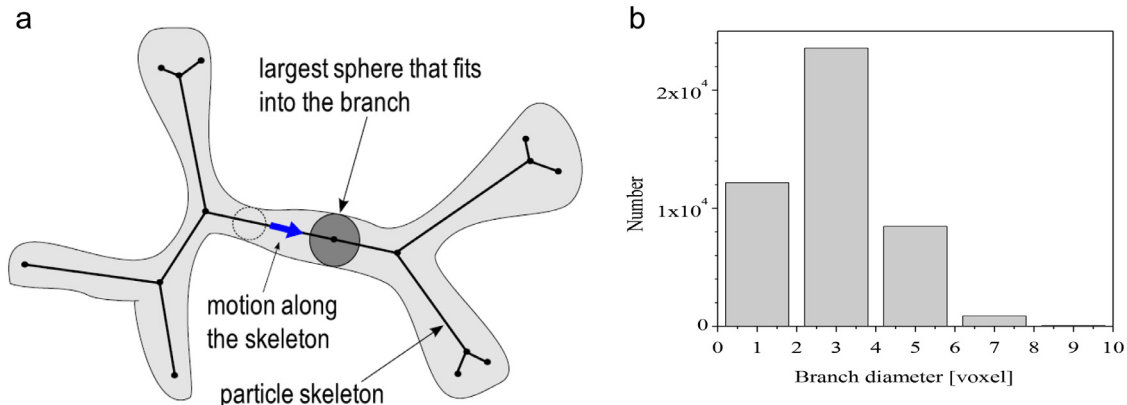 a
largest sphere that fits
into the branch
motion along
the skeleton
particle skeleton
b
2x10⁴
1x10⁴
0
Number
0 1 2 3 4 5 6 7 8 9 10
Branch diameter [voxel]